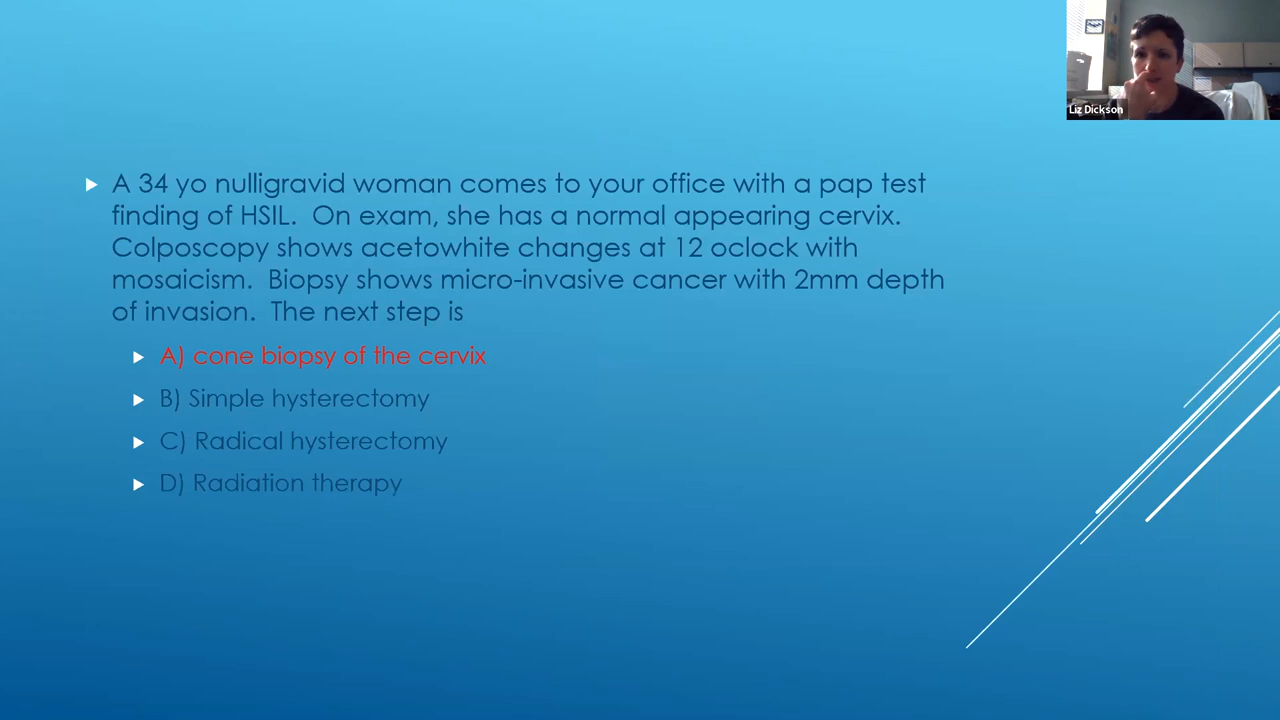 Liz Dickson
A 34 yo nulligravid woman comes to your office with a pap test
finding of HSIL. On exam, she has a normal appearing cervix.
Colposcopy shows acetowhite changes at 12 oclock with
mosaicism. Biopsy shows micro-invasive cancer with 2mm depth
of invasion. The next step is
A) cone biopsy of the cervix
B) Simple hysterectomy
C) Radical hysterectomy
D) Radiation therapy